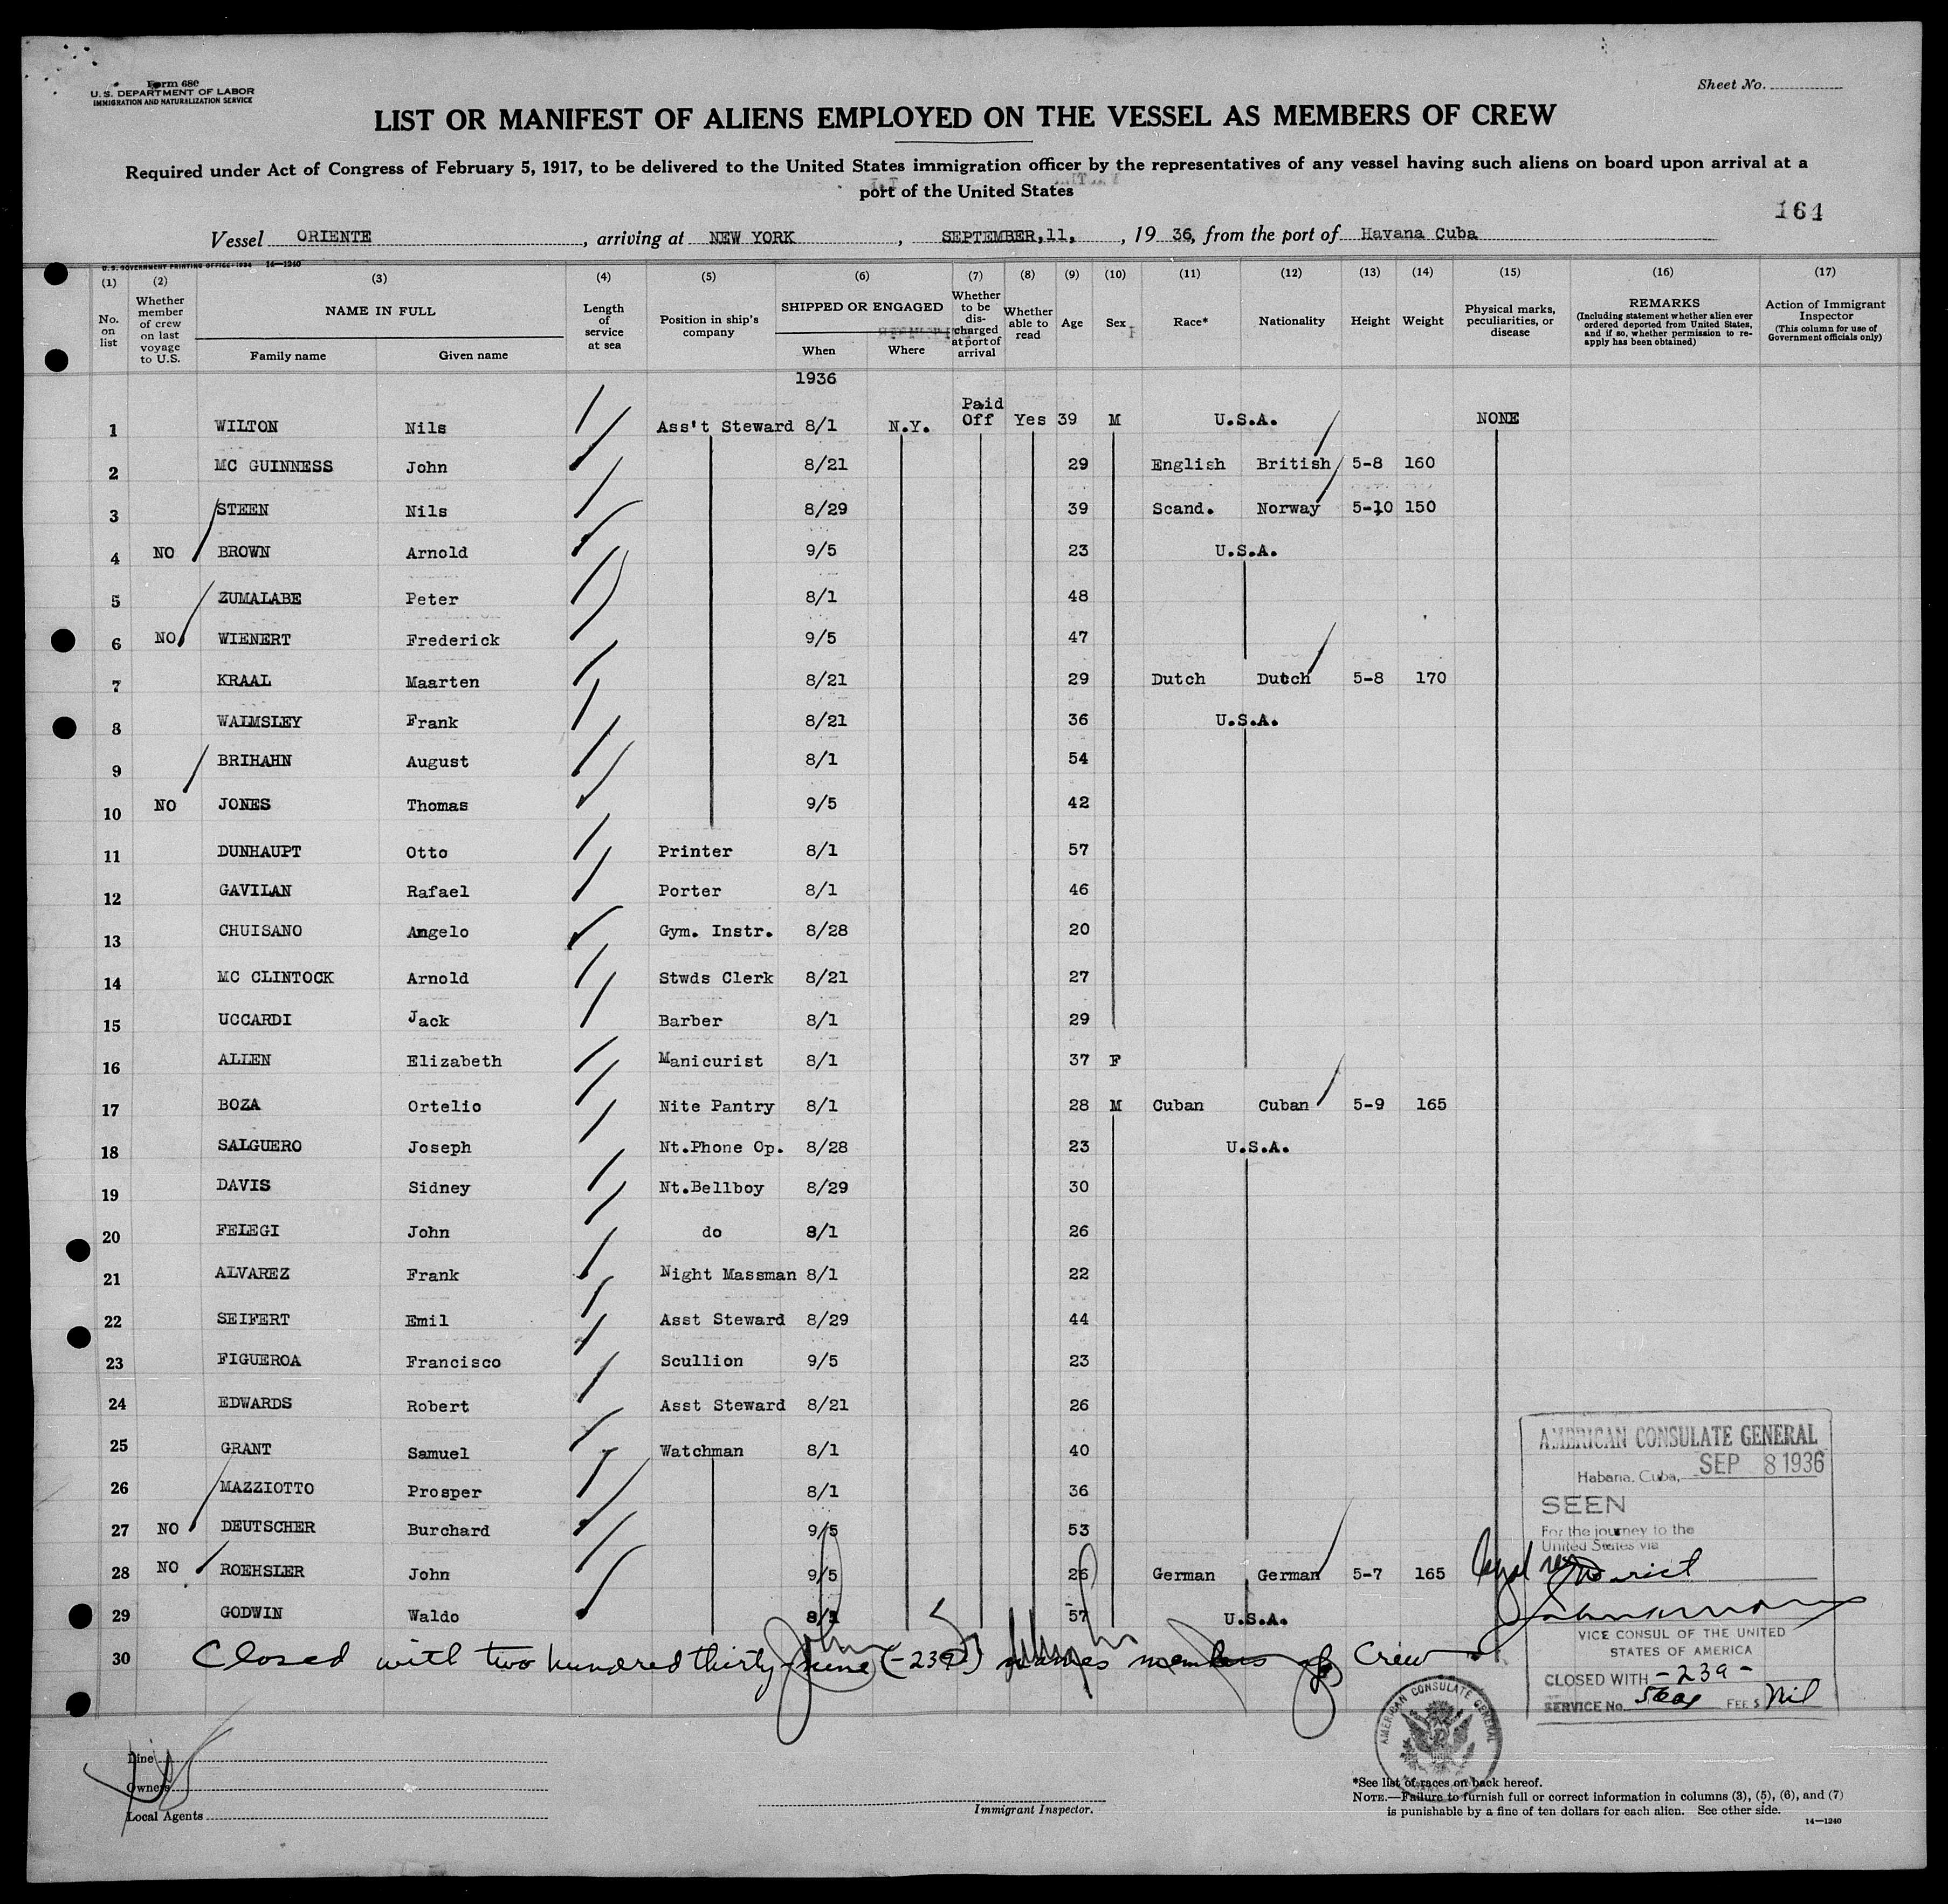 Form 680
U. S. DEPARTMENT OF LABOR
IMMIGRATION AND NATURALIZATION SERVICE
Sheet No.
LIST OR MANIFEST OF ALIENS EMPLOYED ON THE VESSEL AS MEMBERS OF CREW
Required under Act of Congress of February 5, 1917, to be delivered to the United States immigration officer by the representatives of any vessel having such aliens on board upon arrival at a
port of the United States
164
Vessel ORIENTE, arriving at NEW YORK, SEPTEMBER,11,, 19 36, from the port of Havana Cuba
U. S. GOVERNMENT PRINTING OFFICE: 1934 14—1240
(1) (2) (3) (4) (5) (6) (7) (8) (9) (10) (11) (12) (13) (14) (15) (16) (17)
No. on list
Whether member of crew on last voyage to U.S.
NAME IN FULL
Family name Given name
Length of service at sea
Position in ship's company
SHIPPED OR ENGAGED
When Where
Whether to be discharged at port of arrival
Whether able to read
Age
Sex
Race*
Nationality
Height
Weight
Physical marks, peculiarities, or disease
REMARKS
(Including statement whether alien ever ordered deported from United States, and if so, whether permission to reapply has been obtained)
Action of Immigrant Inspector
(This column for use of Government officials only)
1936
1 WILTON Nils Ass't Steward 8/1 N.Y. Paid Off Yes 39 M U.S.A. NONE
2 MC GUINNESS John 8/21 29 English British 5-8 160
3 STEEN Nils 8/29 39 Scand. Norway 5-10 150
4 NO BROWN Arnold 9/5 23 U.S.A.
5 ZUMALABE Peter 8/1 48
6 NO WIENERT Frederick 9/5 47
7 KRAAL Maarten 8/21 29 Dutch Dutch 5-8 170
8 WALMSLEY Frank 8/21 36 U.S.A.
9 BRIHAHN August 8/1 54
10 NO JONES Thomas 9/5 42
11 DUNHAUPT Otto Printer 8/1 57
12 GAVILAN Rafael Porter 8/1 46
13 CHUISANO Angelo Gym. Instr. 8/28 20
14 MC CLINTOCK Arnold Stwds Clerk 8/21 27
15 UCCARDI Jack Barber 8/1 29
16 ALLEN Elizabeth Manicurist 8/1 37 F
17 BOZA Ortelio Nite Pantry 8/1 28 M Cuban Cuban 5-9 165
18 SALGUERO Joseph Nt.Phone Op. 8/28 23 U.S.A.
19 DAVIS Sidney Nt.Bellboy 8/29 30
20 FELEGI John do 8/1 26
21 ALVAREZ Frank Night Massman 8/1 22
22 SEIFERT Emil Asst Steward 8/29 44
23 FIGUEROA Francisco Scullion 9/5 23
24 EDWARDS Robert Asst Steward 8/21 26
25 GRANT Samuel Watchman 8/1 40
26 MAZZIOTTO Prosper 8/1 36
27 NO DEUTSCHER Burchard 9/5 53
28 NO ROEHSLER John 9/5 26 German German 5-7 165
29 GODWIN Waldo 8/1 57 U.S.A.
30 Closed with two hundred thirty-nine (-239-) names members of Crew
AMERICAN CONSULATE GENERAL
Habana, Cuba, SEP 8 1936
SEEN
For the journey to the
United States via
VICE CONSUL OF THE UNITED
STATES OF AMERICA
CLOSED WITH -239-
SERVICE No. FEE $ Nil
AMERICAN CONSULATE GENERAL
Line
Owners
Local Agents
Immigrant Inspector.
*See list of races on back hereof.
NOTE.—Failure to furnish full or correct information in columns (3), (5), (6), and (7)
is punishable by a fine of ten dollars for each alien. See other side.
14—1240